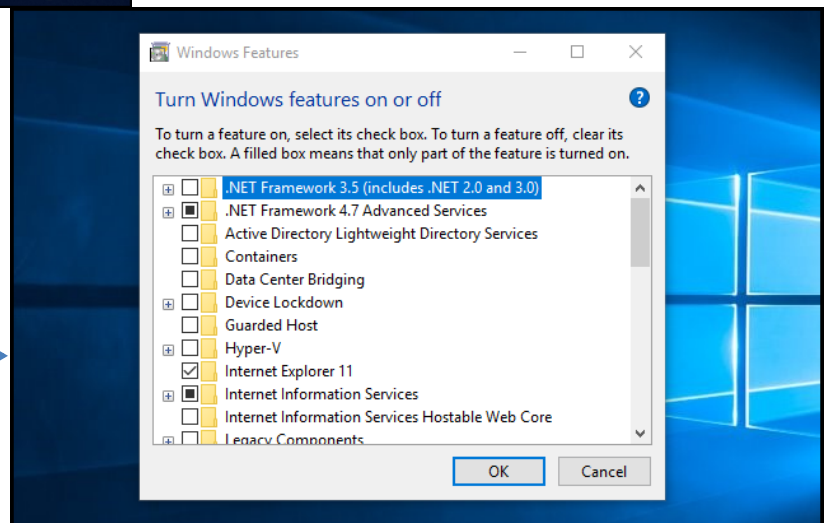 Windows Features
Turn Windows features on or off
To turn a feature on, select its check box. To turn a feature off, clear its
check box. A filled box means that only part of the feature is turned on.
.NET Framework 3.5 (includes .NET 2.0 and 3.0)
.NET Framework 4.7 Advanced Services
Active Directory Lightweight Directory Services
Containers
Data Center Bridging
Device Lockdown
Guarded Host
Hyper-V
Internet Explorer 11
Internet Information Services
Internet Information Services Hostable Web Core
Legacy Components
OK Cancel